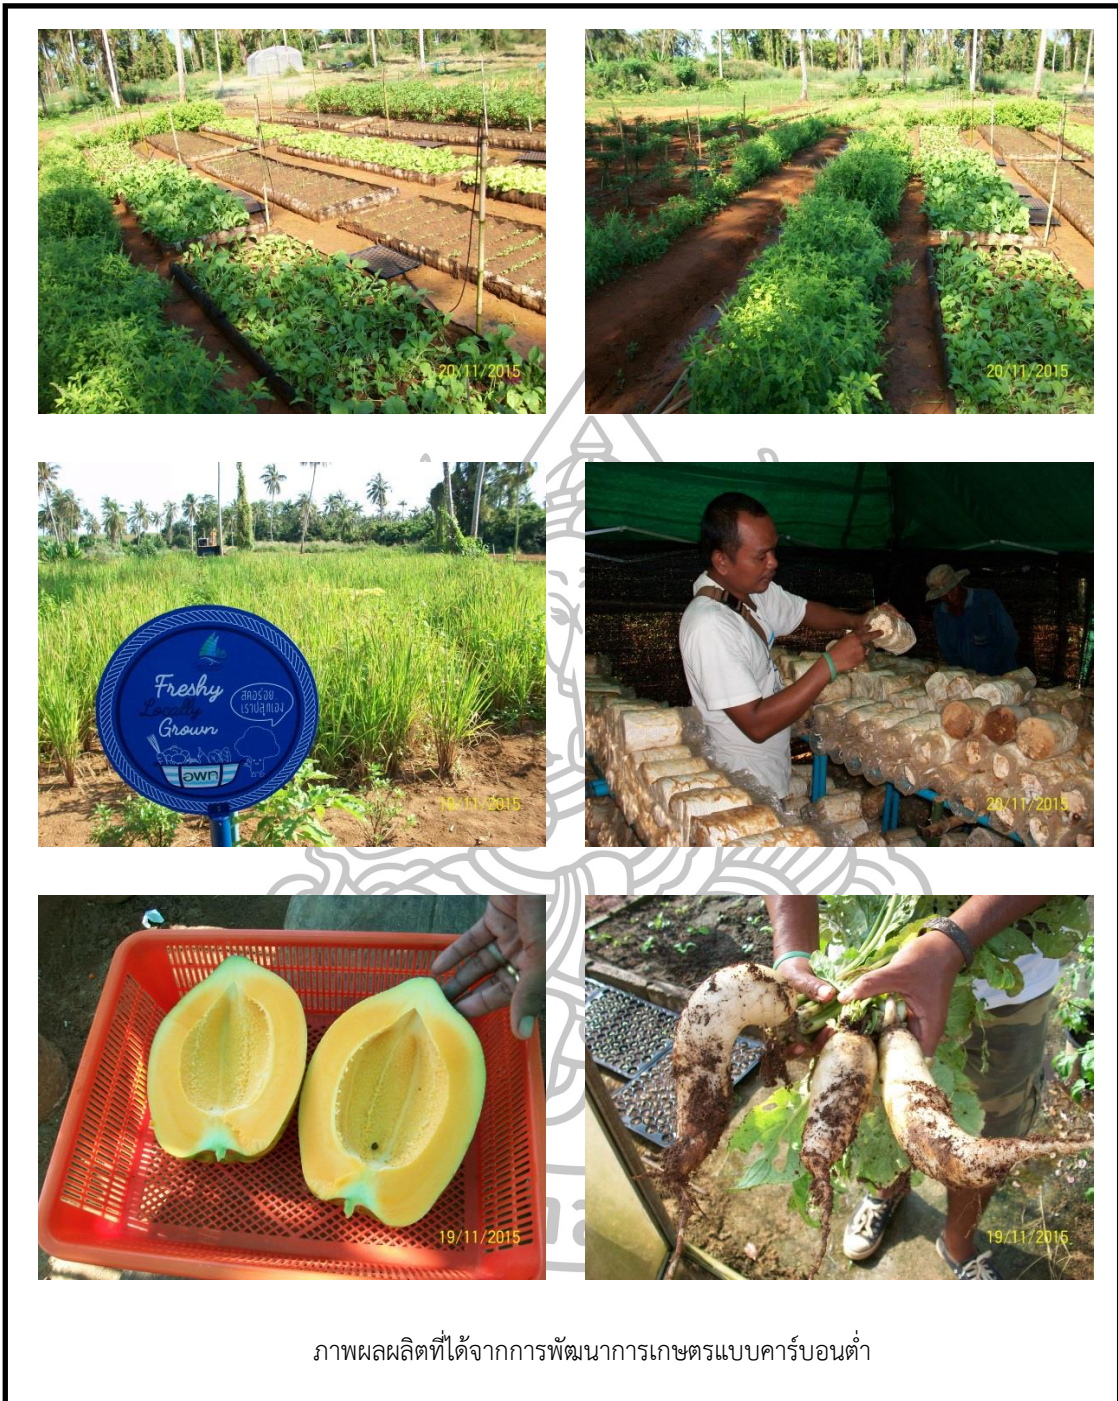 20/11/2015
20/11/2015
Freshy
Locally
Grown
สดอร่อย
เราปลูกเอง
อพท
19/11/2015
20/11/2015
19/11/2015
19/11/2015
ภาพผลผลิตที่ได้จากการพัฒนาการเกษตรแบบคาร์บอนต่ำ